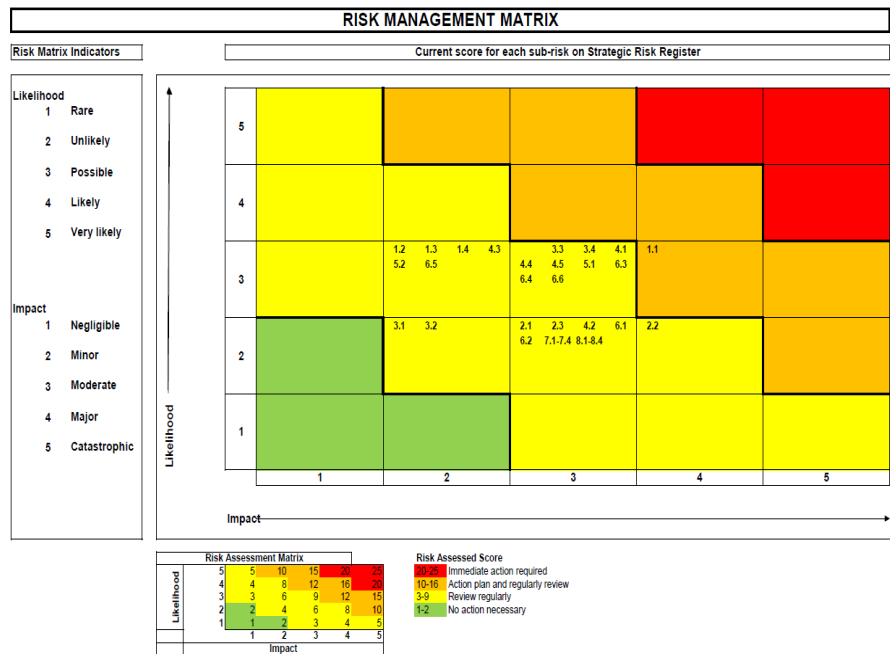 RISK MANAGEMENT MATRIX
Risk Matrix Indicators
Current score for each sub-risk on Strategic Risk Register
Likelihood
1 Rare
2 Unlikely
3 Possible
4 Likely
5 Very likely
Impact
1 Negligible
2 Minor
3 Moderate
4 Major
5 Catastrophic
Likelihood
5
4
3
1.2 1.3 1.4 4.3
5.2 6.5
3.3 3.4 4.1
4.4 4.5 5.1 6.3
6.4 6.6
1.1
2
3.1 3.2
2.1 2.3 4.2 6.1
6.2 7.1-7.4 8.1-8.4
2.2
1
1 2 3 4 5
Impact
Risk Assessment Matrix
Likelihood
5 5 10 15 20 25
4 4 8 12 16 20
3 3 6 9 12 15
2 2 4 6 8 10
1 1 2 3 4 5
1 2 3 4 5
Impact
Risk Assessed Score
20-25 Immediate action required
10-16 Action plan and regularly review
3-9 Review regularly
1-2 No action necessary